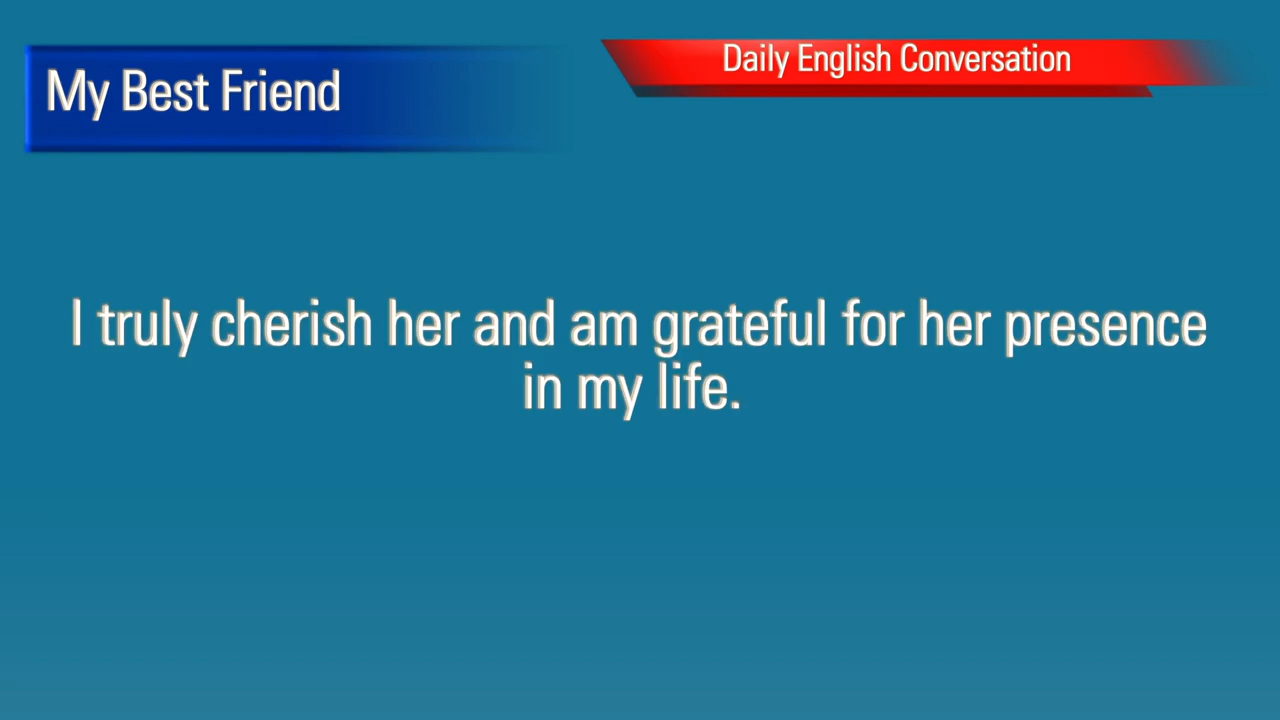 My Best Friend
Daily English Conversation
I truly cherish her and am grateful for her presence
in my life.